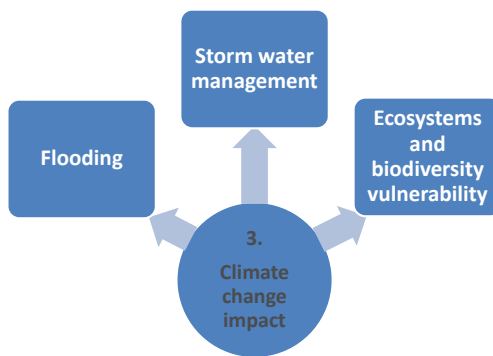 Storm water
management
Flooding
Ecosystems
and
biodiversity
vulnerability
3.
Climate
change
impact